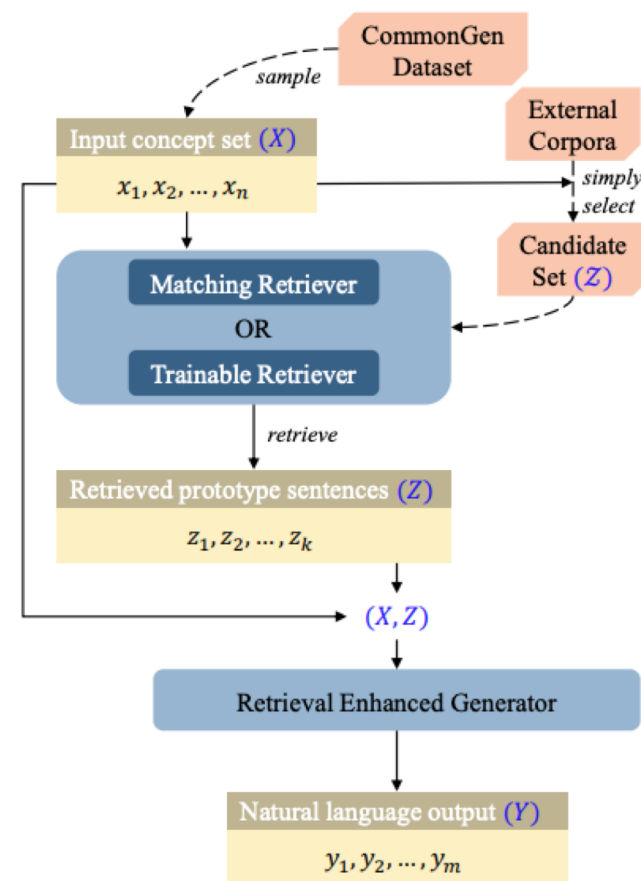 CommonGen
Dataset
sample
External
Corpora
Input concept set (X)
x₁, x₂, ..., xₙ
simply
select
Candidate
Set (𝒵)
Matching Retriever
OR
Trainable Retriever
retrieve
Retrieved prototype sentences (Z)
z₁, z₂, ..., zₖ
(X, Z)
Retrieval Enhanced Generator
Natural language output (Y)
y₁, y₂, ..., yₘ